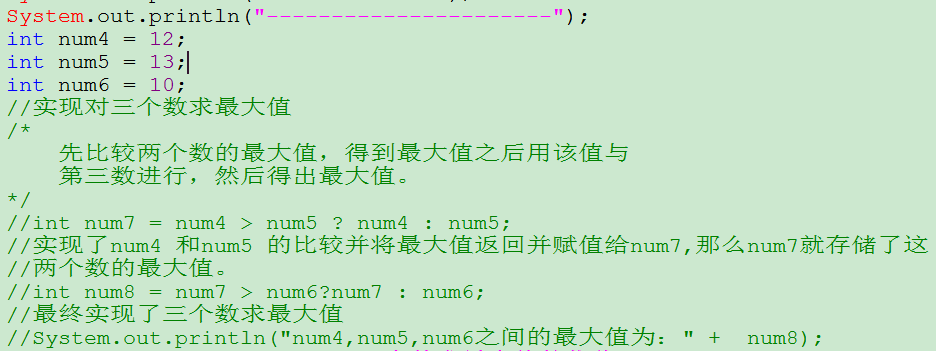 System.out.println("------------------------");
int num4 = 12;
int num5 = 13;
int num6 = 10;
//实现对三个数求最大值
/*
先比较两个数的最大值，得到最大值之后用该值与
第三数进行，然后得出最大值。
*/
//int num7 = num4 > num5 ? num4 : num5;
//实现了num4 和num5 的比较并将最大值返回并赋值给num7,那么num7就存储了这
//两个数的最大值。
//int num8 = num7 > num6?num7 : num6;
//最终实现了三个数求最大值
//System.out.println("num4,num5,num6之间的最大值为：" +  num8);